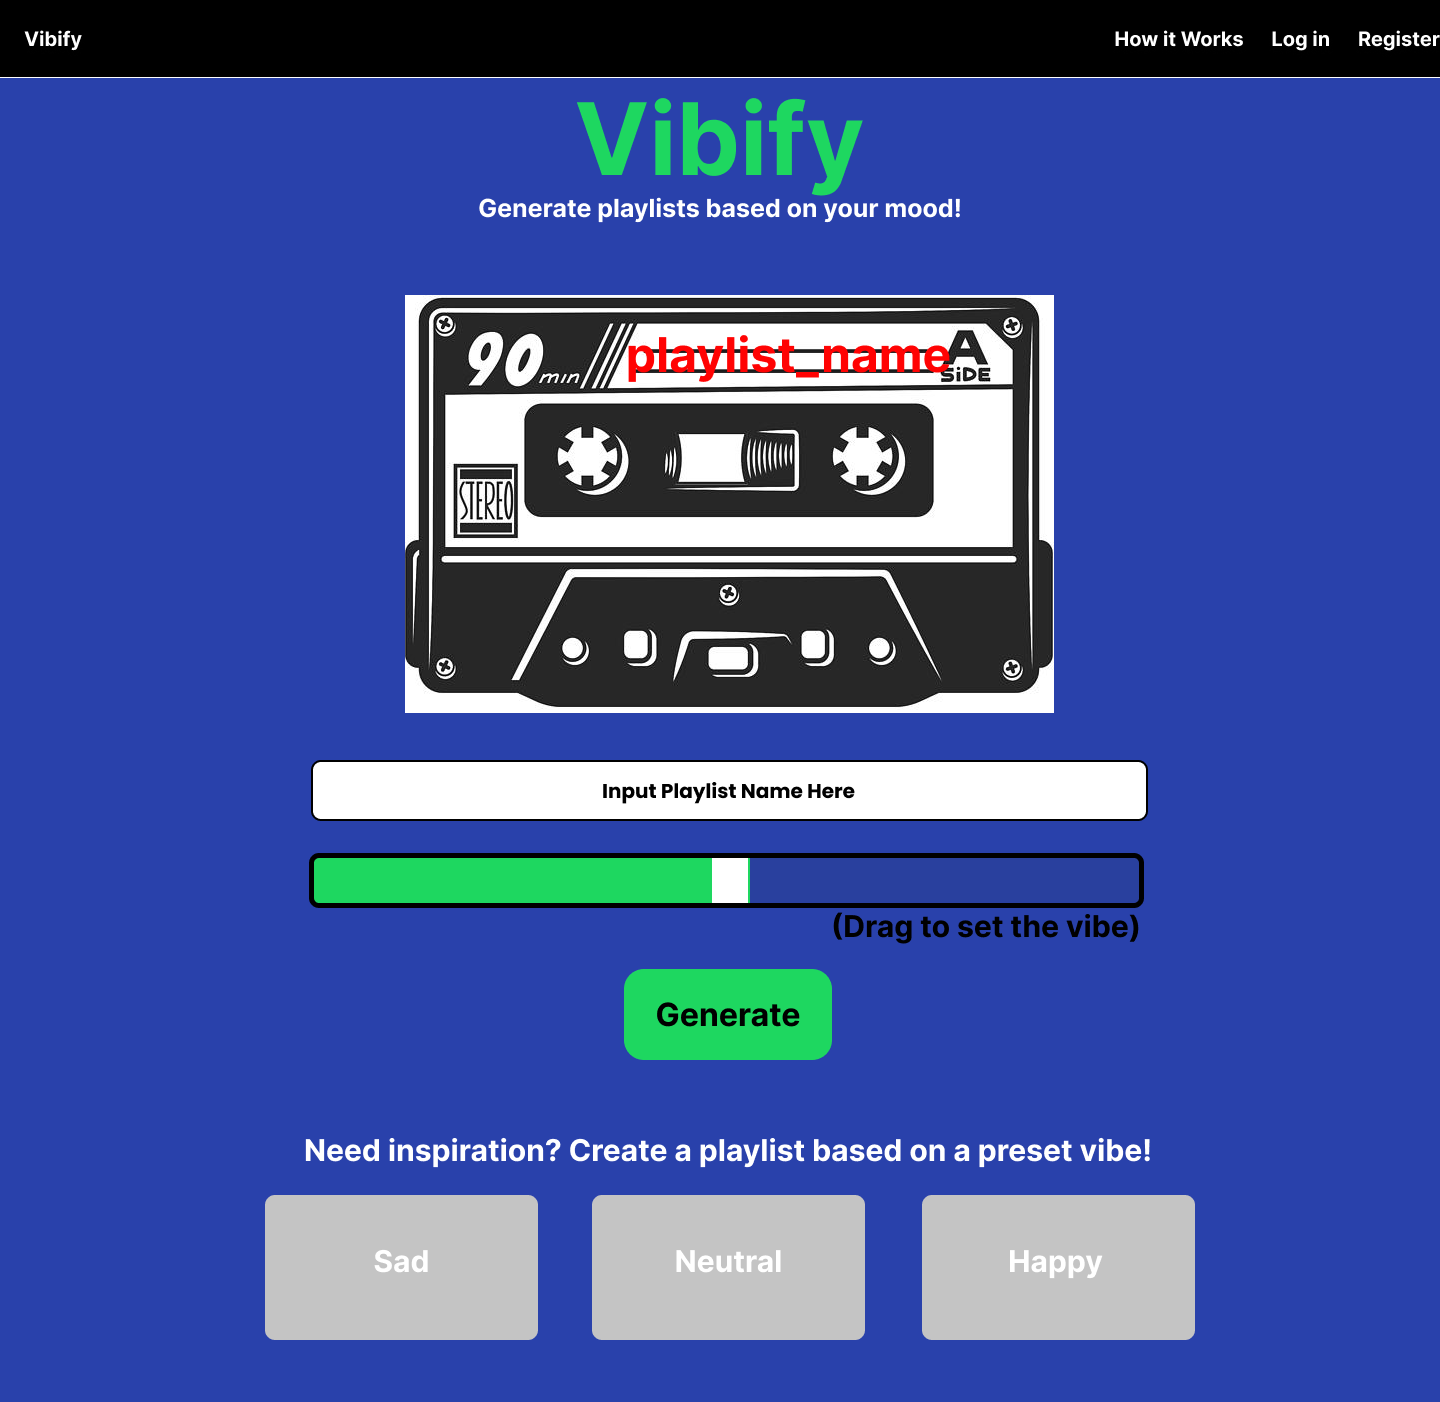 Vibify
How it Works Log in Register
Vibify
Generate playlists based on your mood!
90 min
playlist_name
A
SiDE
STEREO
Input Playlist Name Here
(Drag to set the vibe)
Generate
Need inspiration? Create a playlist based on a preset vibe!
Sad
Neutral
Happy